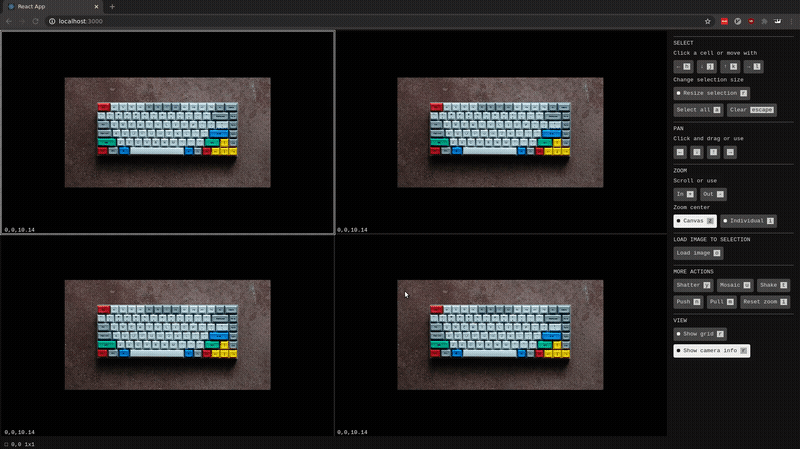 React App
localhost:3000
SELECT
Click a cell or move with
h j k l
Change selection size
Resize selection r
Select all a Clear escape
PAN
Click and drag or use
ZOOM
Scroll or use
In + Out -
Zoom center
Canvas Individual
LOAD IMAGE TO SELECTION
Load image
MORE ACTIONS
Shatter y Mosaic u Shake
Push n Pull m Reset zoom
VIEW
Show grid
Show camera info
0,0,10.14
0,0,10.14
0,0,10.14
0,0,10.14
0,0 1x1